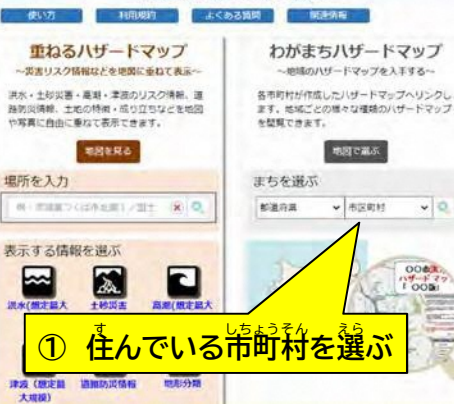 使い方
利用規約
よくある質問
関連情報
重ねるハザードマップ
～災害リスク情報などを地図に重ねて表示～
洪水・土砂災害・高潮・津波のリスク情報、道
路防災情報、土地の特徴・成り立ちなどを地図
や写真に自由に重ねて表示できます。
地図を見る
場所を入力
表示する情報を選ぶ
洪水(想定最大
土砂災害
高潮(想定最大
津波（想定最
大規模）
道路防災情報
地形分類
わがまちハザードマップ
～地域のハザードマップを入手する～
各市町村が作成したハザードマップへリンクし
ます。地域ごとの様々な種類のハザードマップ
を閲覧できます。
地図で選ぶ
まちを選ぶ
都道府県
市区町村
① 住んでいる市町村を選ぶ
す
しちょうそん
えら